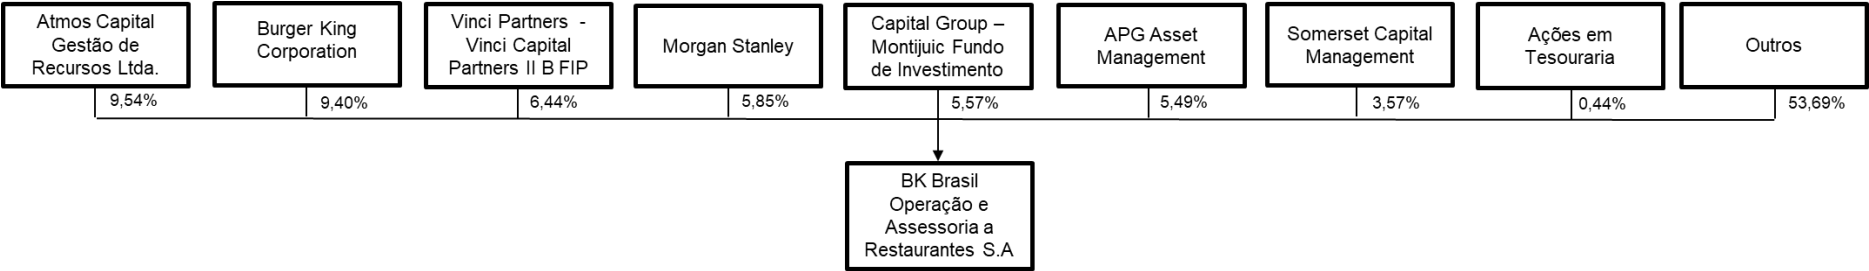 Atmos Capital
Gestão de
Recursos Ltda.
9,54%
Burger King
Corporation
9,40%
Vinci Partners -
Vinci Capital
Partners II B FIP
6,44%
Morgan Stanley
5,85%
Capital Group –
Montijuic Fundo
de Investimento
5,57%
APG Asset
Management
5,49%
Somerset Capital
Management
3,57%
Ações em
Tesouraria
0,44%
Outros
53,69%
BK Brasil
Operação e
Assessoria a
Restaurantes S.A